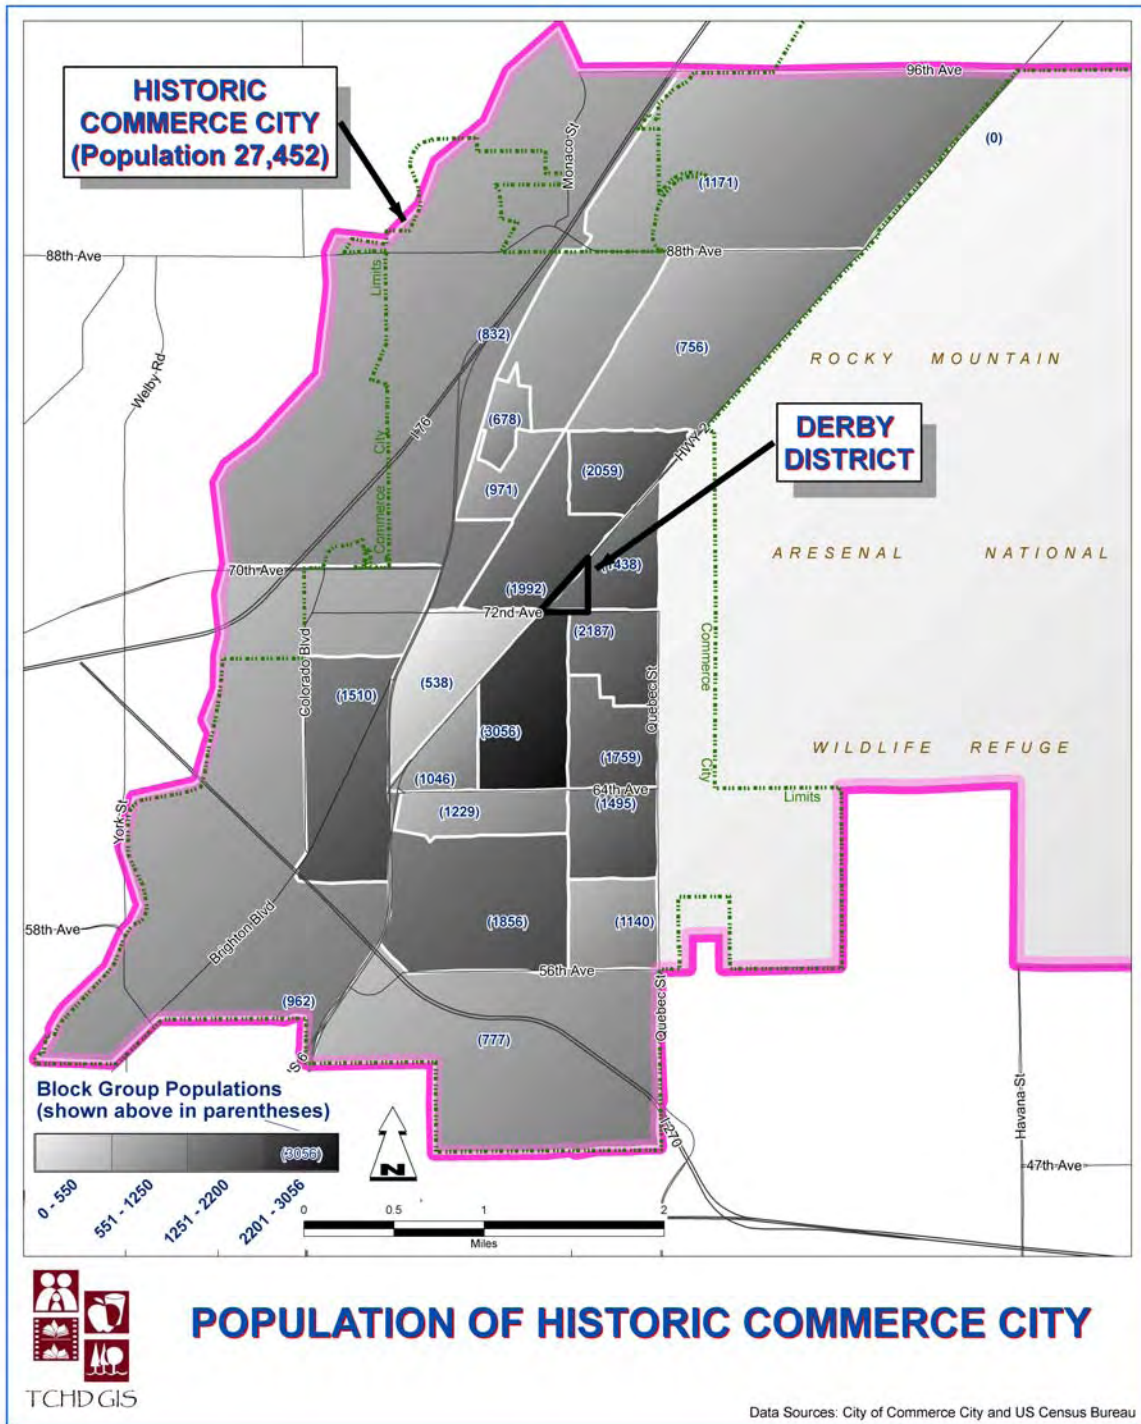 96th Ave
HISTORIC
COMMERCE CITY
(Population 27,452)
Monaco St
(0)
(1171)
88th Ave
88th Ave
Limits
(832)
(756)
ROCKY MOUNTAIN
Welby Rd
I-76
(678)
HWY 2
DERBY
DISTRICT
City
(2059)
(971)
Commerce
ARESENAL NATIONAL
70th Ave
(1992)
(1438)
72nd Ave
(2187)
Commerce
Colorado Blvd
(538)
(1510)
Quebec St
(3056)
(1759)
WILDLIFE REFUGE
City
(1046)
64th Ave
Limits
(1229)
(1495)
York St
58th Ave
Brighton Blvd
(1856)
(1140)
56th Ave
(962)
Quebec St
(777)
Block Group Populations
(shown above in parentheses)
(3056)
0 - 550
551 - 1250
1251 - 2200
2201 - 3056
N
I-270
Havana St
47th Ave
0 0.5 1 2
Miles
POPULATION OF HISTORIC COMMERCE CITY
TCHD GIS
Data Sources: City of Commerce City and US Census Bureau